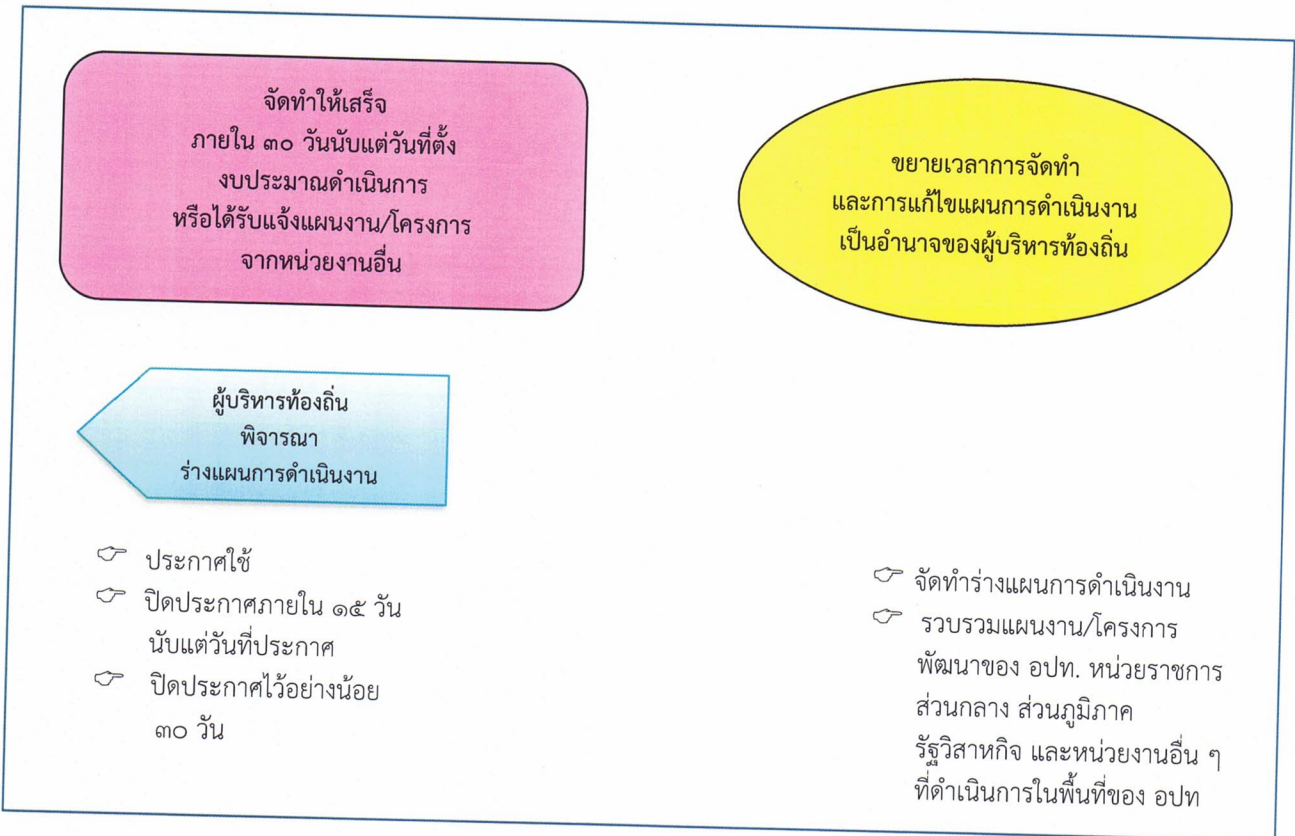 จัดทำให้เสร็จ
ภายใน ๓๐ วันนับแต่วันที่ตั้ง
งบประมาณดำเนินการ
หรือได้รับแจ้งแผนงาน/โครงการ
จากหน่วยงานอื่น
ขยายเวลาการจัดทำ
และการแก้ไขแผนการดำเนินงาน
เป็นอำนาจของผู้บริหารท้องถิ่น
ผู้บริหารท้องถิ่น
พิจารณา
ร่างแผนการดำเนินงาน
☞ ประกาศใช้
☞ ปิดประกาศภายใน ๑๕ วัน
นับแต่วันที่ประกาศ
☞ ปิดประกาศไว้อย่างน้อย
๓๐ วัน
☞ จัดทำร่างแผนการดำเนินงาน
☞ รวบรวมแผนงาน/โครงการ
พัฒนาของ อปท. หน่วยราชการ
ส่วนกลาง ส่วนภูมิภาค
รัฐวิสาหกิจ และหน่วยงานอื่น ๆ
ที่ดำเนินการในพื้นที่ของ อปท